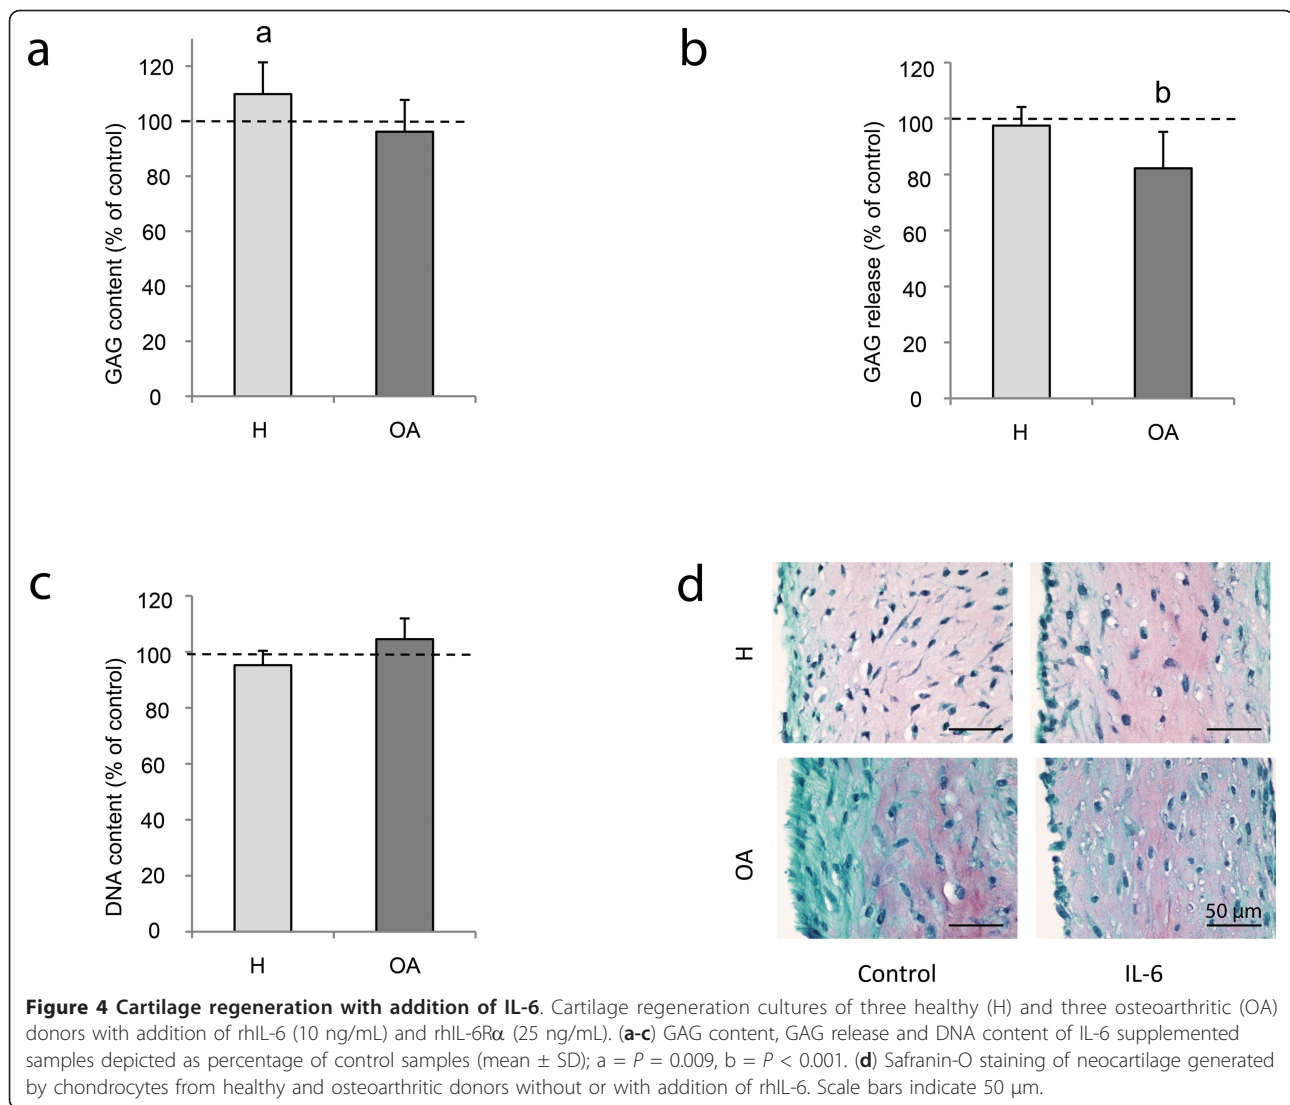 a
a
GAG content (% of control)
120
100
80
60
40
20
0
H
OA
b
b
GAG release (% of control)
120
100
80
60
40
20
0
H
OA
c
DNA content (% of control)
120
100
80
60
40
20
0
H
OA
d
H
OA
50 µm
Control
IL-6
Figure 4 Cartilage regeneration with addition of IL-6. Cartilage regeneration cultures of three healthy (H) and three osteoarthritic (OA)
donors with addition of rhIL-6 (10 ng/mL) and rhIL-6Rα (25 ng/mL). (a-c) GAG content, GAG release and DNA content of IL-6 supplemented
samples depicted as percentage of control samples (mean ± SD); a = P = 0.009, b = P < 0.001. (d) Safranin-O staining of neocartilage generated
by chondrocytes from healthy and osteoarthritic donors without or with addition of rhIL-6. Scale bars indicate 50 µm.